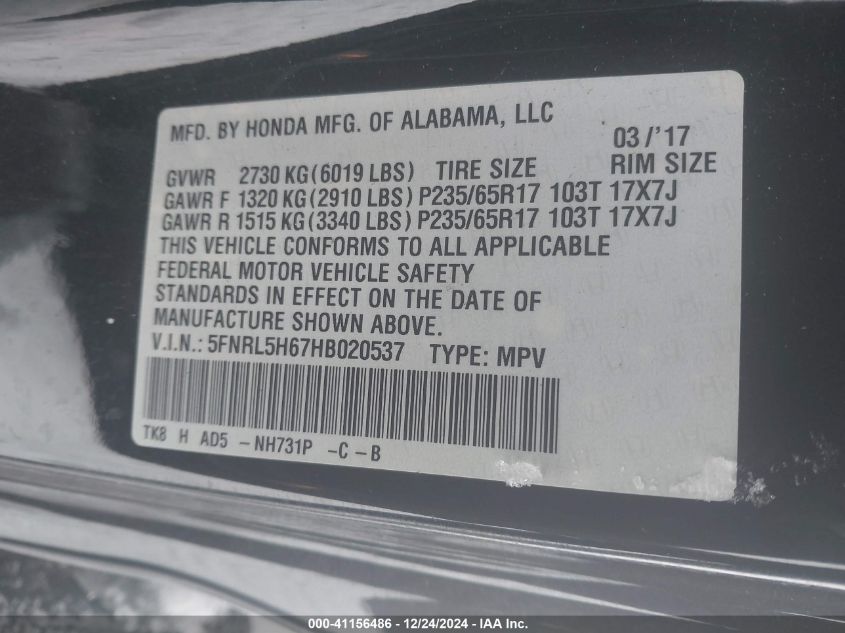 MFD. BY HONDA MFG. OF ALABAMA, LLC 03/'17
GVWR 2730 KG(6019 LBS) TIRE SIZE RIM SIZE
GAWR F 1320 KG(2910 LBS) P235/65R17 103T 17X7J
GAWR R 1515 KG(3340 LBS) P235/65R17 103T 17X7J
THIS VEHICLE CONFORMS TO ALL APPLICABLE
FEDERAL MOTOR VEHICLE SAFETY
STANDARDS IN EFFECT ON THE DATE OF
MANUFACTURE SHOWN ABOVE.
V.I.N.: 5FNRL5H67HB020537 TYPE: MPV
TK8 H AD5 - NH731P - C - B
000-41156486 - 12/24/2024 - IAA Inc.